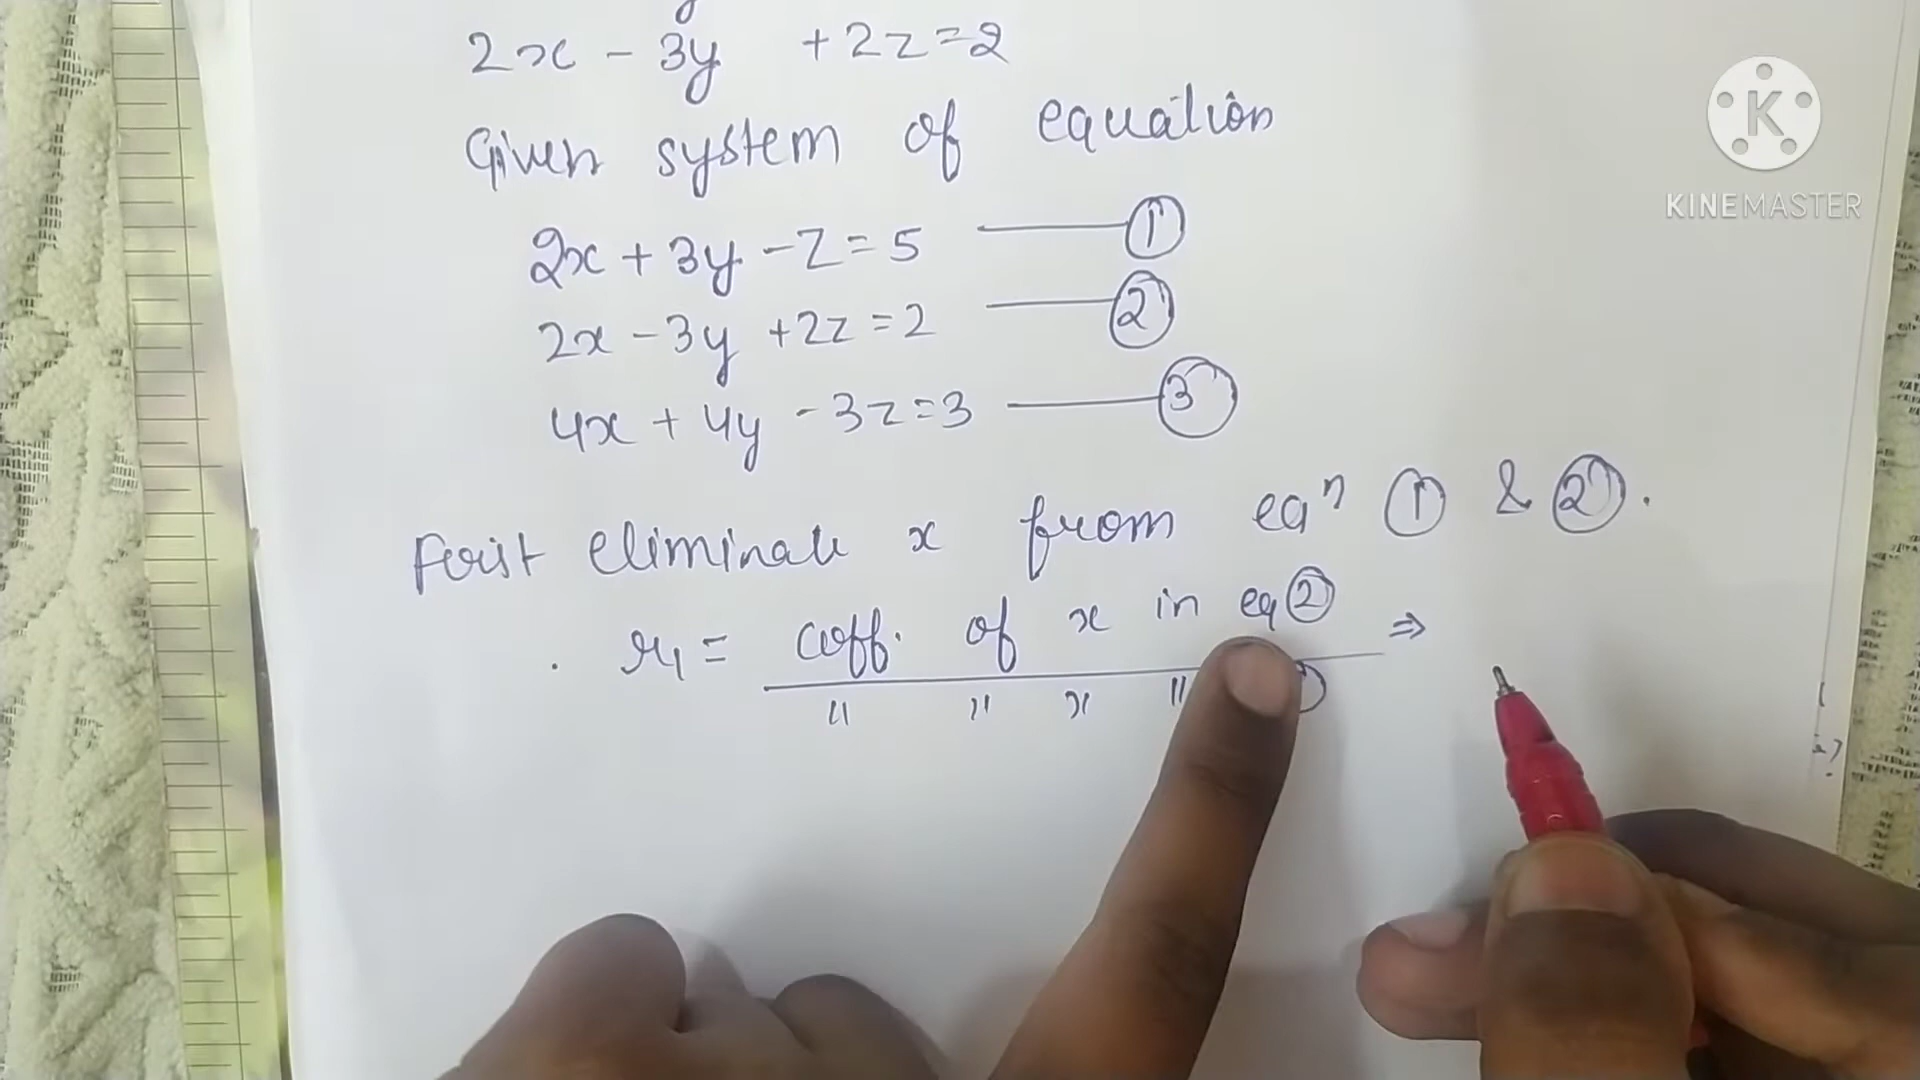 2x - 3y + 2z = 2
Given system of equation
2x + 3y - z = 5 —— ①
2x - 3y + 2z = 2 —— ②
4x + 4y - 3z = 3 —— ③
First eliminate x from eqⁿ ① & ②.
r₁ = coff. of x in eq ② ⇒
" " x "
K
KINEMASTER